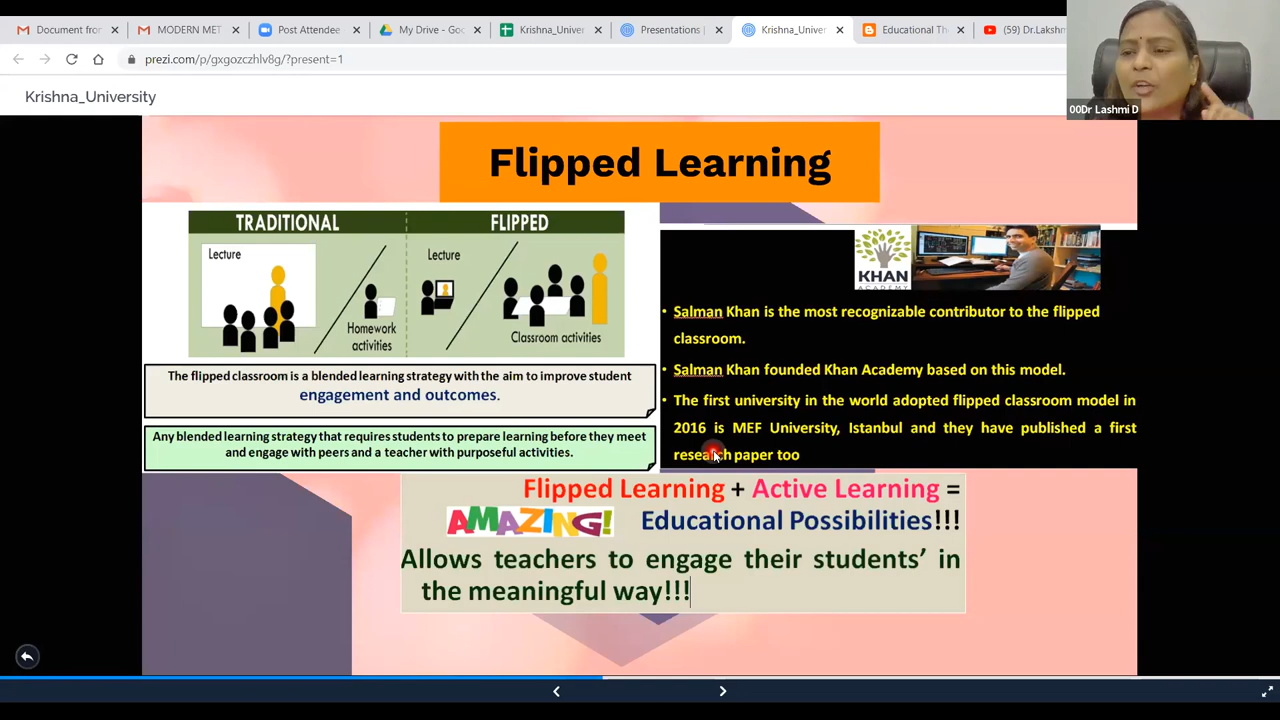 Document fron
MODERN MET
Post Attendee
My Drive - Goo
Krishna_Univer
Presentations |
Krishna_Univer
Educational Th
(59) Dr.Lakshm
prezi.com/p/gxgozczhlv8g/?present=1
00Dr Lashmi D
Krishna_University
Flipped Learning
TRADITIONAL
FLIPPED
Lecture
Lecture
Homework
activities
Classroom activities
The flipped classroom is a blended learning strategy with the aim to improve student
engagement and outcomes.
Any blended learning strategy that requires students to prepare learning before they meet
and engage with peers and a teacher with purposeful activities.
KHAN
ACADEMY
• Salman Khan is the most recognizable contributor to the flipped
classroom.
• Salman Khan founded Khan Academy based on this model.
• The first university in the world adopted flipped classroom model in
2016 is MEF University, Istanbul and they have published a first
research paper too
Flipped Learning + Active Learning =
AMAZING! Educational Possibilities!!!
Allows teachers to engage their students’ in
the meaningful way!!!